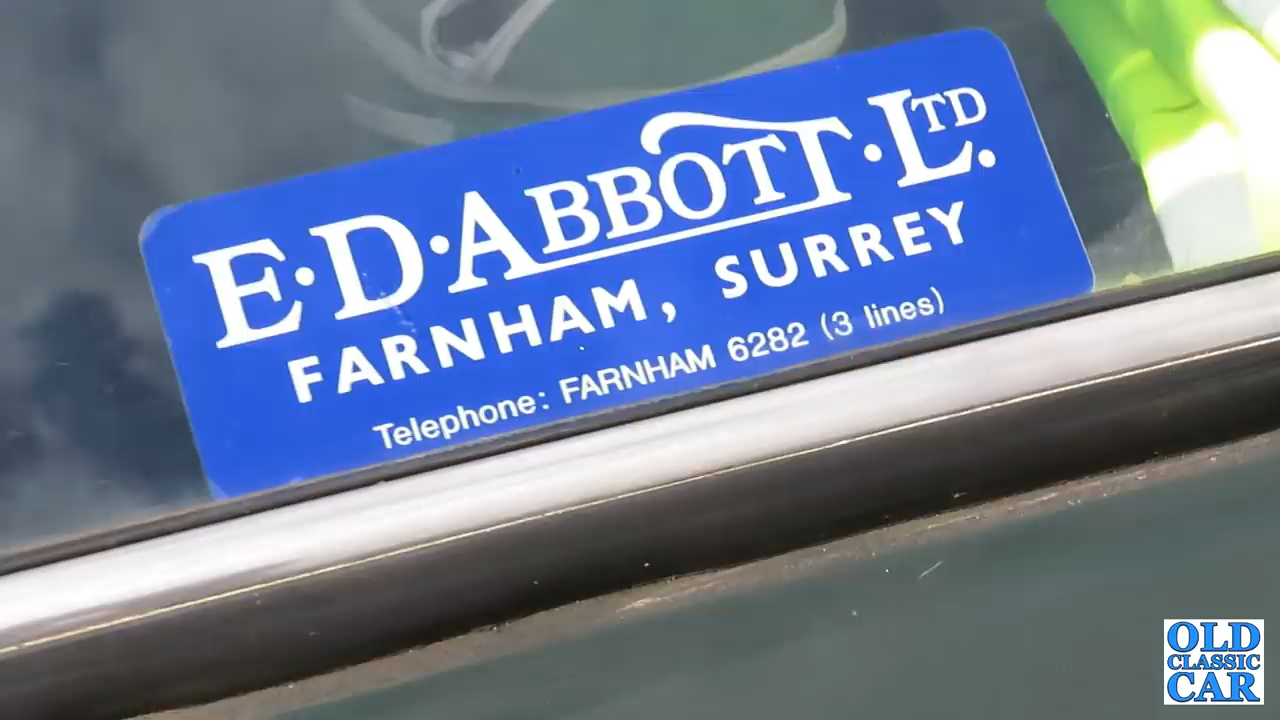 E·D·ABBOTT·LTD.
FARNHAM, SURREY
Telephone: FARNHAM 6282 (3 lines)
OLD
CLASSIC
CAR